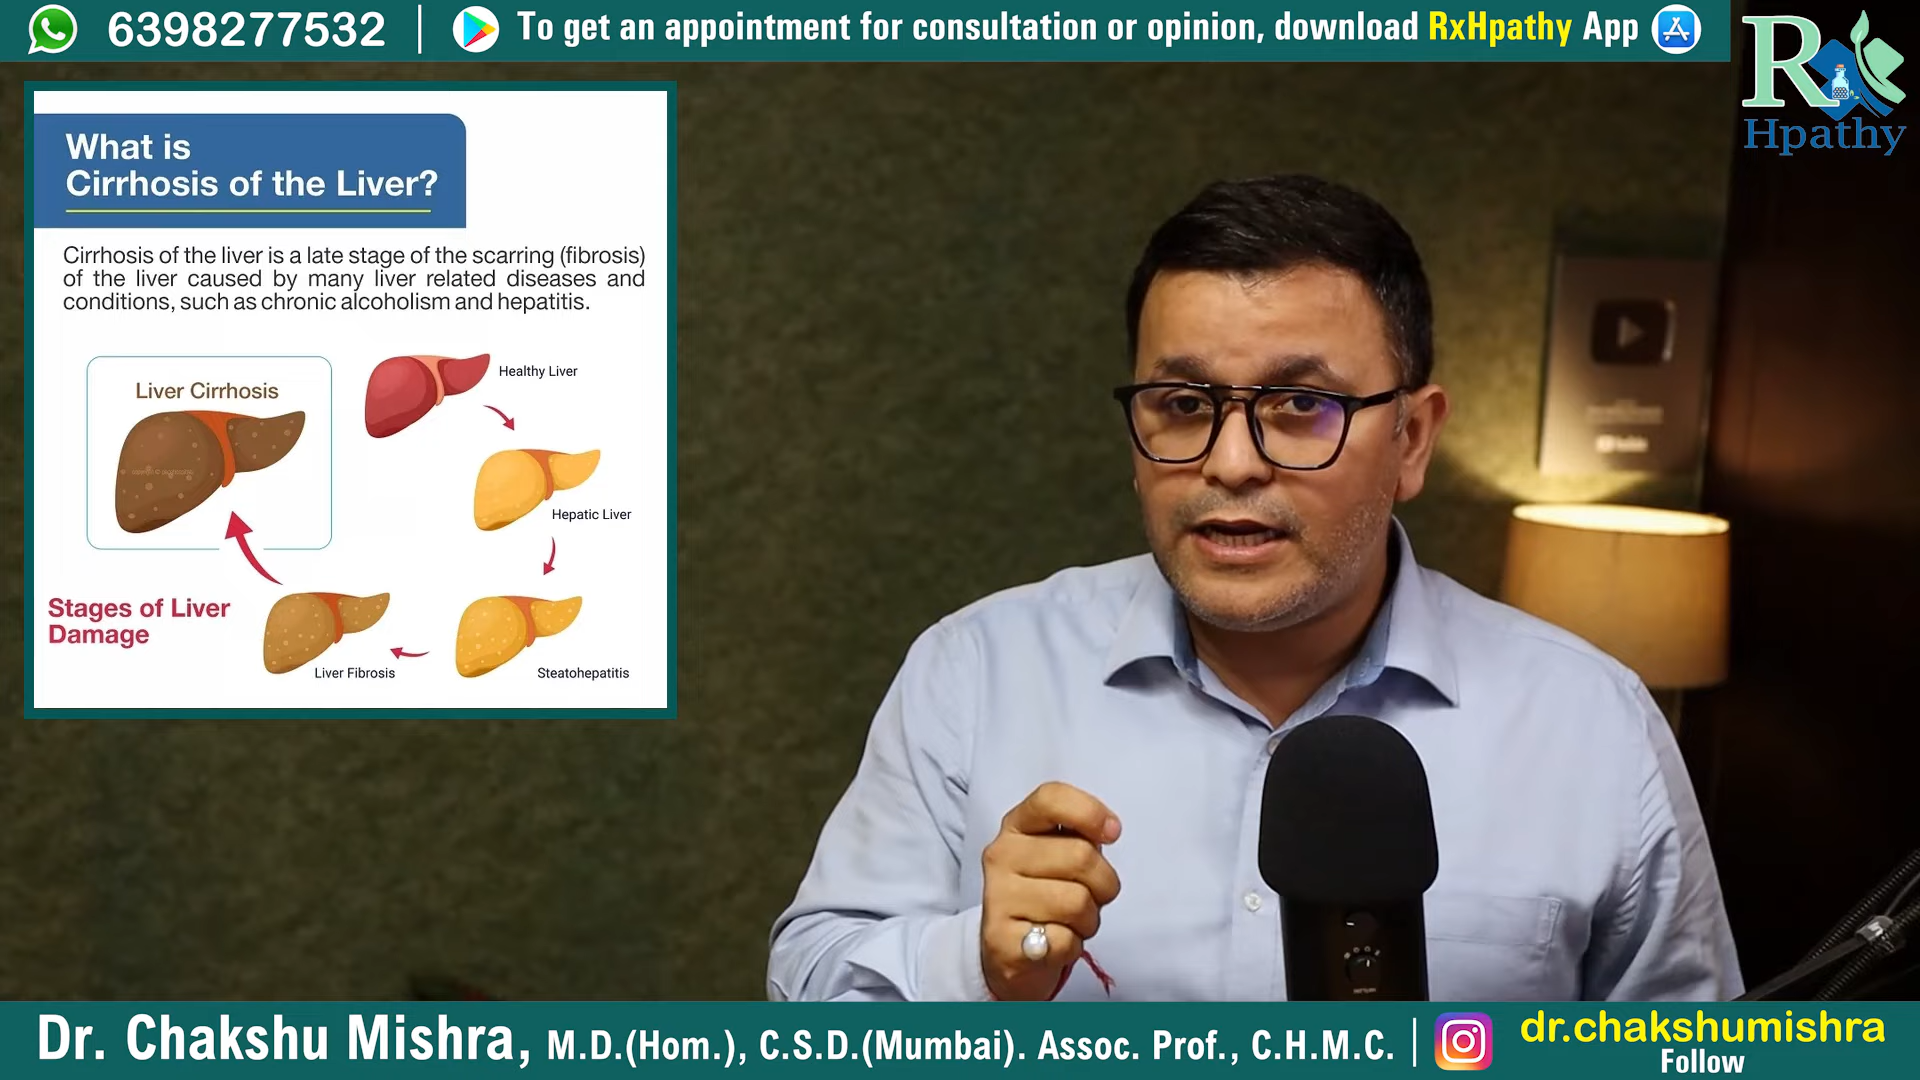 6398277532
To get an appointment for consultation or opinion, download RxHpathy App
Rx
Hpathy
What is
Cirrhosis of the Liver?
Cirrhosis of the liver is a late stage of the scarring (fibrosis)
of the liver caused by many liver related diseases and
conditions, such as chronic alcoholism and hepatitis.
Liver Cirrhosis
Healthy Liver
Hepatic Liver
Stages of Liver
Damage
Liver Fibrosis
Steatohepatitis
Dr. Chakshu Mishra, M.D.(Hom.), C.S.D.(Mumbai). Assoc. Prof., C.H.M.C.
dr.chakshumishra
Follow